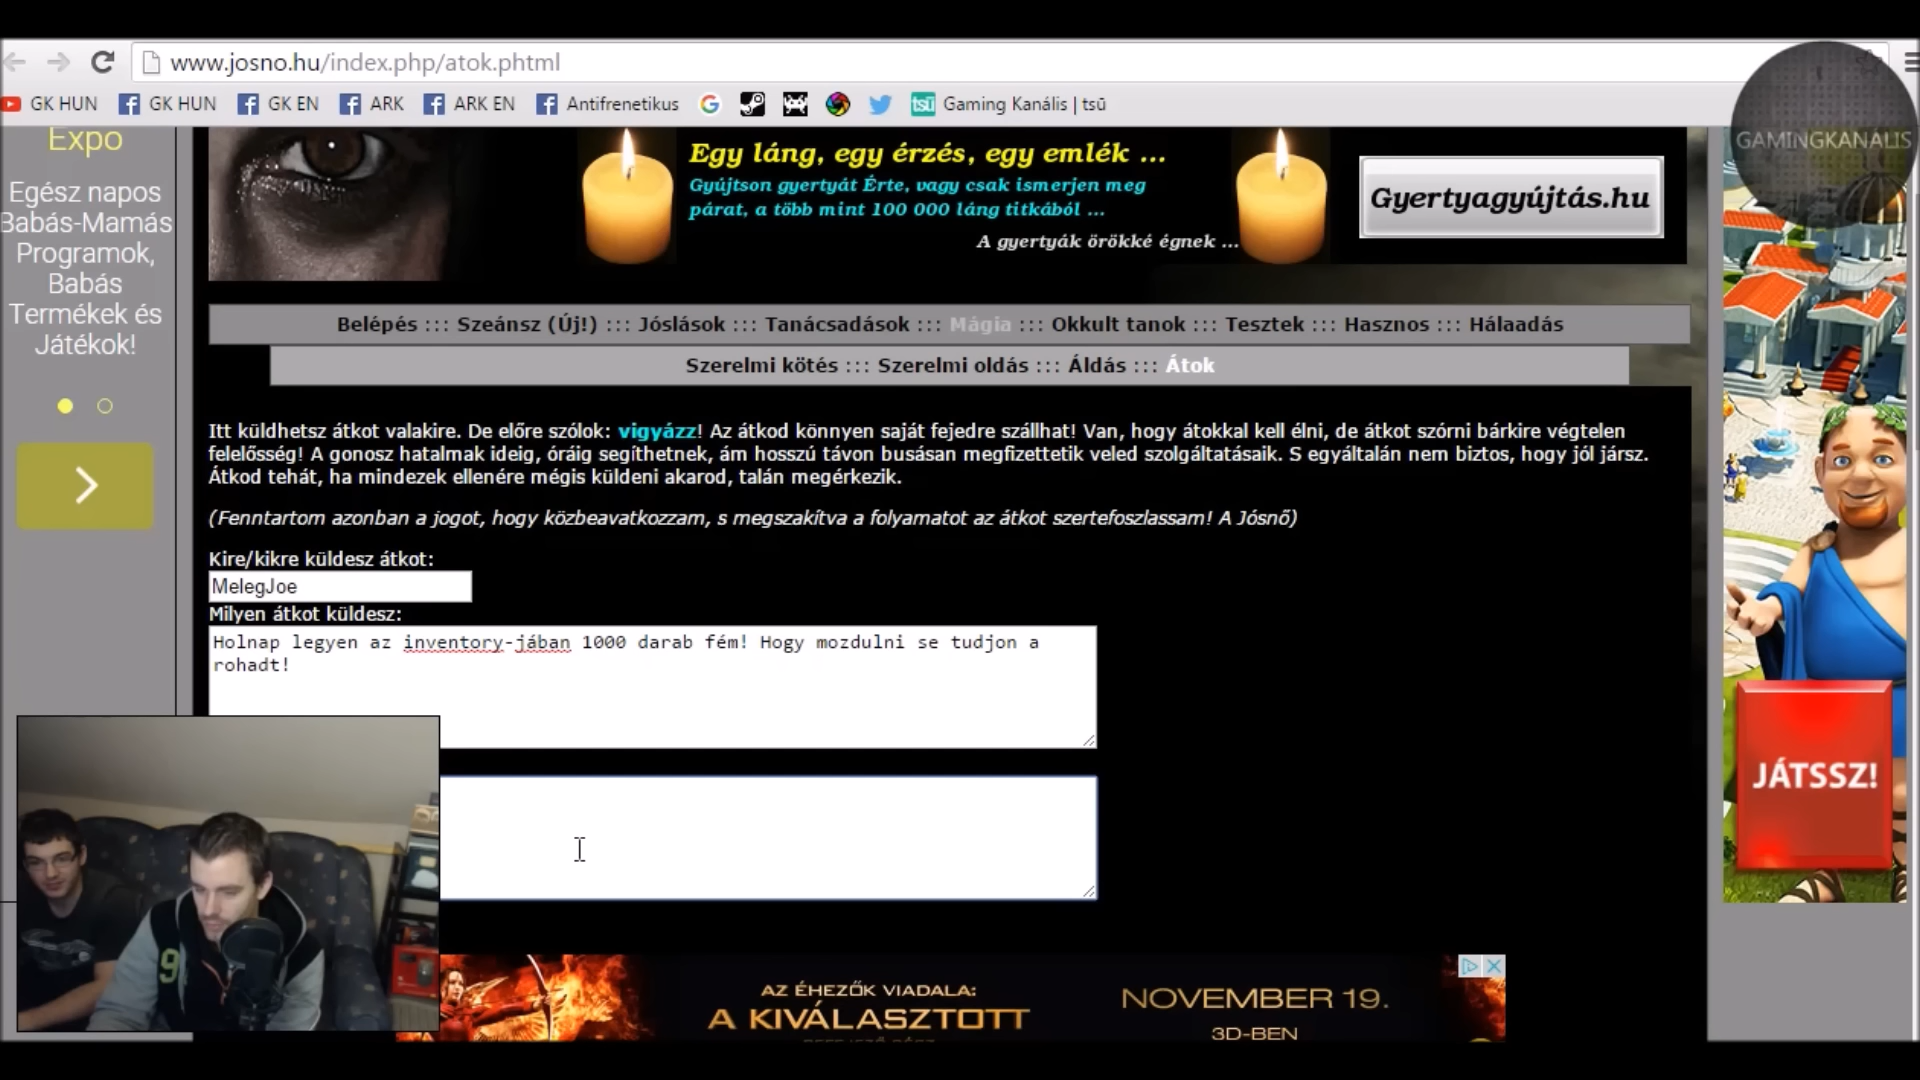 www.josno.hu/index.php/atok.phtml
GK HUN GK HUN GK EN ARK ARK EN Antifrenetikus G tsū Gaming Kanális | tsū
GAMINGKANÁLIS
Expo
Egész napos
Babás-Mamás
Programok,
Babás
Termékek és
Játékok!
Egy láng, egy érzés, egy emlék ...
Gyújtson gyertyát Érte, vagy csak ismerjen meg
párat, a több mint 100 000 láng titkából ...
A gyertyák örökké égnek ...
Gyertyagyújtás.hu
Belépés ::: Szeánsz (Új!) ::: Jóslások ::: Tanácsadások ::: Mágia ::: Okkult tanok ::: Tesztek ::: Hasznos ::: Hálaadás
Szerelmi kötés ::: Szerelmi oldás ::: Áldás ::: Átok
Itt küldhetsz átkot valakire. De előre szólok: vigyázz! Az átkod könnyen saját fejedre szállhat! Van, hogy átokkal kell élni, de átkot szórni bárkire végtelen
felelősség! A gonosz hatalmak ideig, óráig segíthetnek, ám hosszú távon busásan megfizettetik veled szolgáltatásaik. S egyáltalán nem biztos, hogy jól jársz.
Átkod tehát, ha mindezek ellenére mégis küldeni akarod, talán megérkezik.
(Fenntartom azonban a jogot, hogy közbeavatkozzam, s megszakítva a folyamatot az átkot szertefoszlassam! A Jósnő)
Kire/kikre küldesz átkot:
MelegJoe
Milyen átkot küldesz:
Holnap legyen az inventory-jában 1000 darab fém! Hogy mozdulni se tudjon a
rohadt!
JÁTSSZ!
AZ ÉHEZŐK VIADALA:
A KIVÁLASZTOTT
NOVEMBER 19.
3D-BEN